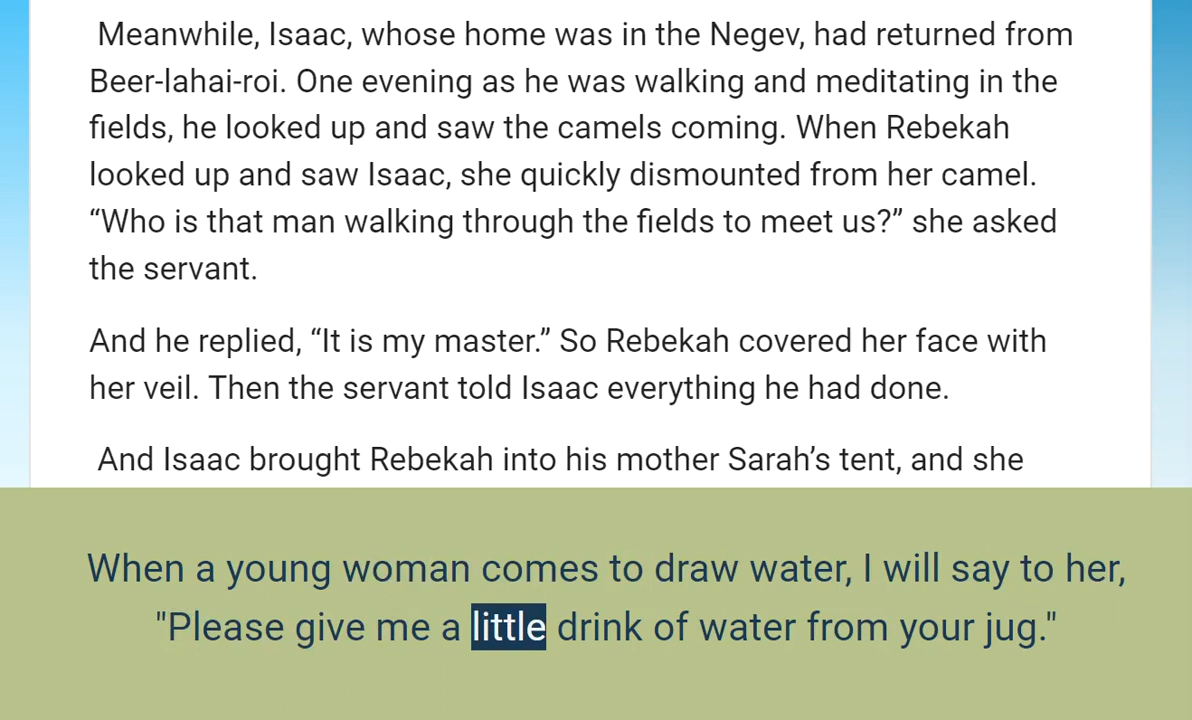 Meanwhile, Isaac, whose home was in the Negev, had returned from
Beer-lahai-roi. One evening as he was walking and meditating in the
fields, he looked up and saw the camels coming. When Rebekah
looked up and saw Isaac, she quickly dismounted from her camel.
“Who is that man walking through the fields to meet us?” she asked
the servant.
And he replied, “It is my master.” So Rebekah covered her face with
her veil. Then the servant told Isaac everything he had done.
And Isaac brought Rebekah into his mother Sarah’s tent, and she
When a young woman comes to draw water, I will say to her,
"Please give me a little drink of water from your jug."